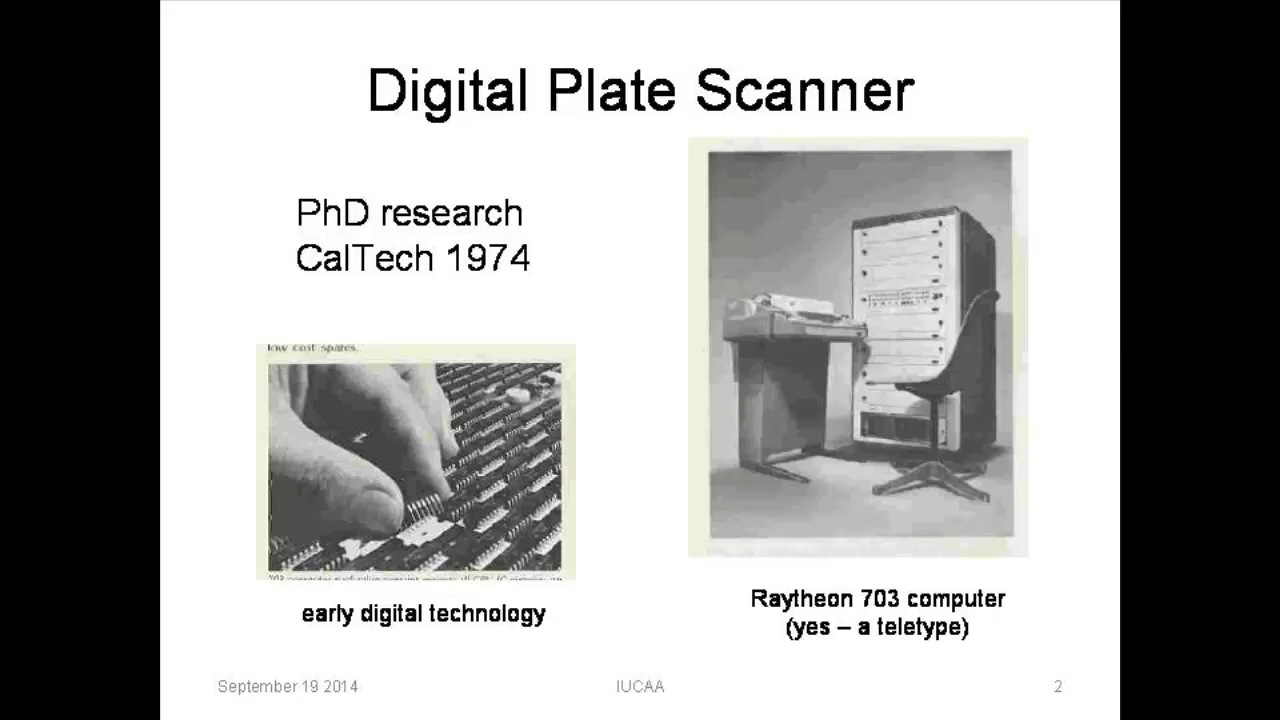 Digital Plate Scanner
PhD research
CalTech 1974
low cost spares.
early digital technology
Raytheon 703 computer
(yes – a teletype)
September 19 2014
IUCAA
2